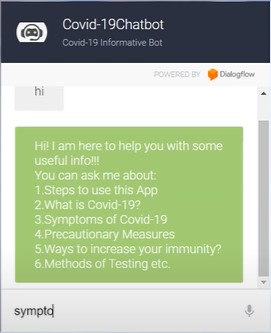 Covid-19Chatbot
Covid-19 Informative Bot
POWERED BY Dialogflow
hi
Hi! I am here to help you with some
useful info!!!
You can ask me about:
1.Steps to use this App
2.What is Covid-19?
3.Symptoms of Covid-19
4.Precautionary Measures
5.Ways to increase your immunity?
6.Methods of Testing etc.
sympto